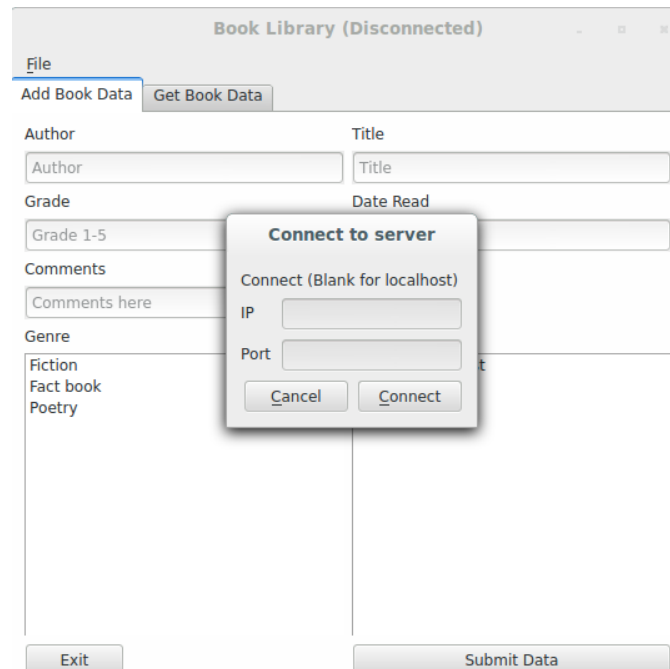 Book Library (Disconnected)
File
Add Book Data Get Book Data
Author Title
Author Title
Grade Date Read
Grade 1-5
Connect to server
Comments
Connect (Blank for localhost)
Comments here
IP
Genre
Port
Fiction
Fact book
Poetry
Cancel Connect
Exit Submit Data